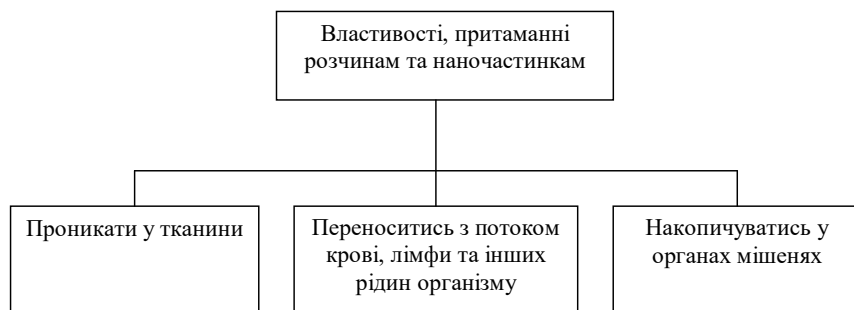 Властивості, притаманні
розчинам та наночастинкам
Проникати у тканини
Переноситись з потоком
крові, лімфи та інших
рідин організму
Накопичуватись у
органах мішенях